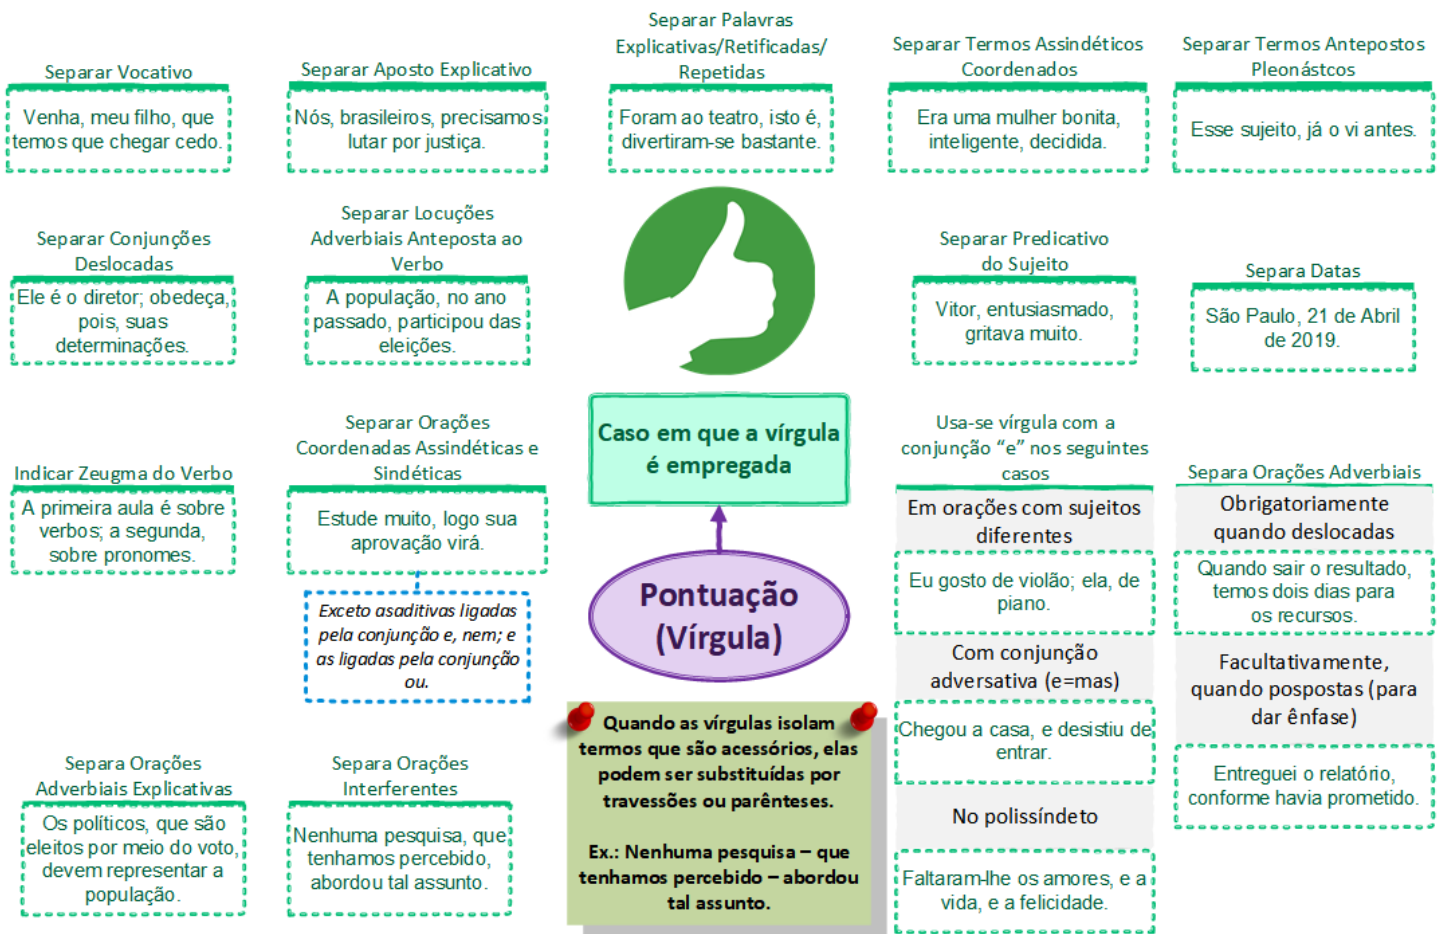 Separar Vocativo
Venha, meu filho, que
temos que chegar cedo.
Separar Aposto Explicativo
Nós, brasileiros, precisamos
lutar por justiça.
Separar Palavras
Explicativas/Retificadas/
Repetidas
Foram ao teatro, isto é,
divertiram-se bastante.
Separar Termos Assindéticos
Coordenados
Era uma mulher bonita,
inteligente, decidida.
Separar Termos Antepostos
Pleonástcos
Esse sujeito, já o vi antes.
Separar Conjunções
Deslocadas
Ele é o diretor; obedeça,
pois, suas
determinações.
Separar Locuções
Adverbiais Anteposta ao
Verbo
A população, no ano
passado, participou das
eleições.
Separar Predicativo
do Sujeito
Vitor, entusiasmado,
gritava muito.
Separa Datas
São Paulo, 21 de Abril
de 2019.
Indicar Zeugma do Verbo
A primeira aula é sobre
verbos; a segunda,
sobre pronomes.
Separar Orações
Coordenadas Assindéticas e
Sindéticas
Estude muito, logo sua
aprovação virá.
Exceto asaditivas ligadas
pela conjunção e, nem; e
as ligadas pela conjunção
ou.
Caso em que a vírgula
é empregada
Pontuação
(Vírgula)
Usa-se vírgula com a
conjunção “e” nos seguintes
casos
Em orações com sujeitos
diferentes
Eu gosto de violão; ela, de
piano.
Com conjunção
adversativa (e=mas)
Chegou a casa, e desistiu de
entrar.
No polissíndeto
Faltaram-lhe os amores, e a
vida, e a felicidade.
Separa Orações Adverbiais
Obrigatoriamente
quando deslocadas
Quando sair o resultado,
temos dois dias para
os recursos.
Facultativamente,
quando pospostas (para
dar ênfase)
Entreguei o relatório,
conforme havia prometido.
Separa Orações
Adverbiais Explicativas
Os políticos, que são
eleitos por meio do voto,
devem representar a
população.
Separa Orações
Interferentes
Nenhuma pesquisa, que
tenhamos percebido,
abordou tal assunto.
Quando as vírgulas isolam
termos que são acessórios, elas
podem ser substituídas por
travessões ou parênteses.
Ex.: Nenhuma pesquisa – que
tenhamos percebido – abordou
tal assunto.